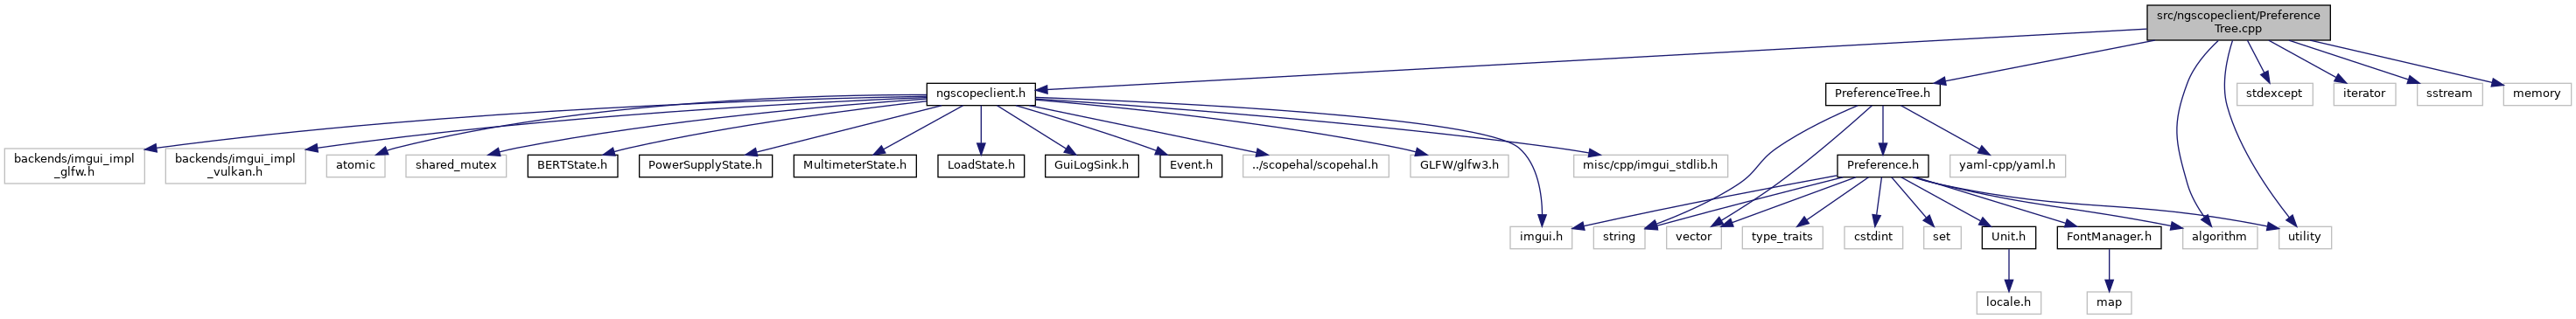 src/ngscopeclient/Preference
Tree.cpp
ngscopeclient.h
PreferenceTree.h
stdexcept
iterator
sstream
memory
backends/imgui_impl
_glfw.h
backends/imgui_impl
_vulkan.h
atomic
shared_mutex
BERTState.h
PowerSupplyState.h
MultimeterState.h
LoadState.h
GuiLogSink.h
Event.h
../scopehal/scopehal.h
GLFW/glfw3.h
misc/cpp/imgui_stdlib.h
Preference.h
yaml-cpp/yaml.h
imgui.h
string
vector
type_traits
cstdint
set
Unit.h
FontManager.h
algorithm
utility
locale.h
map